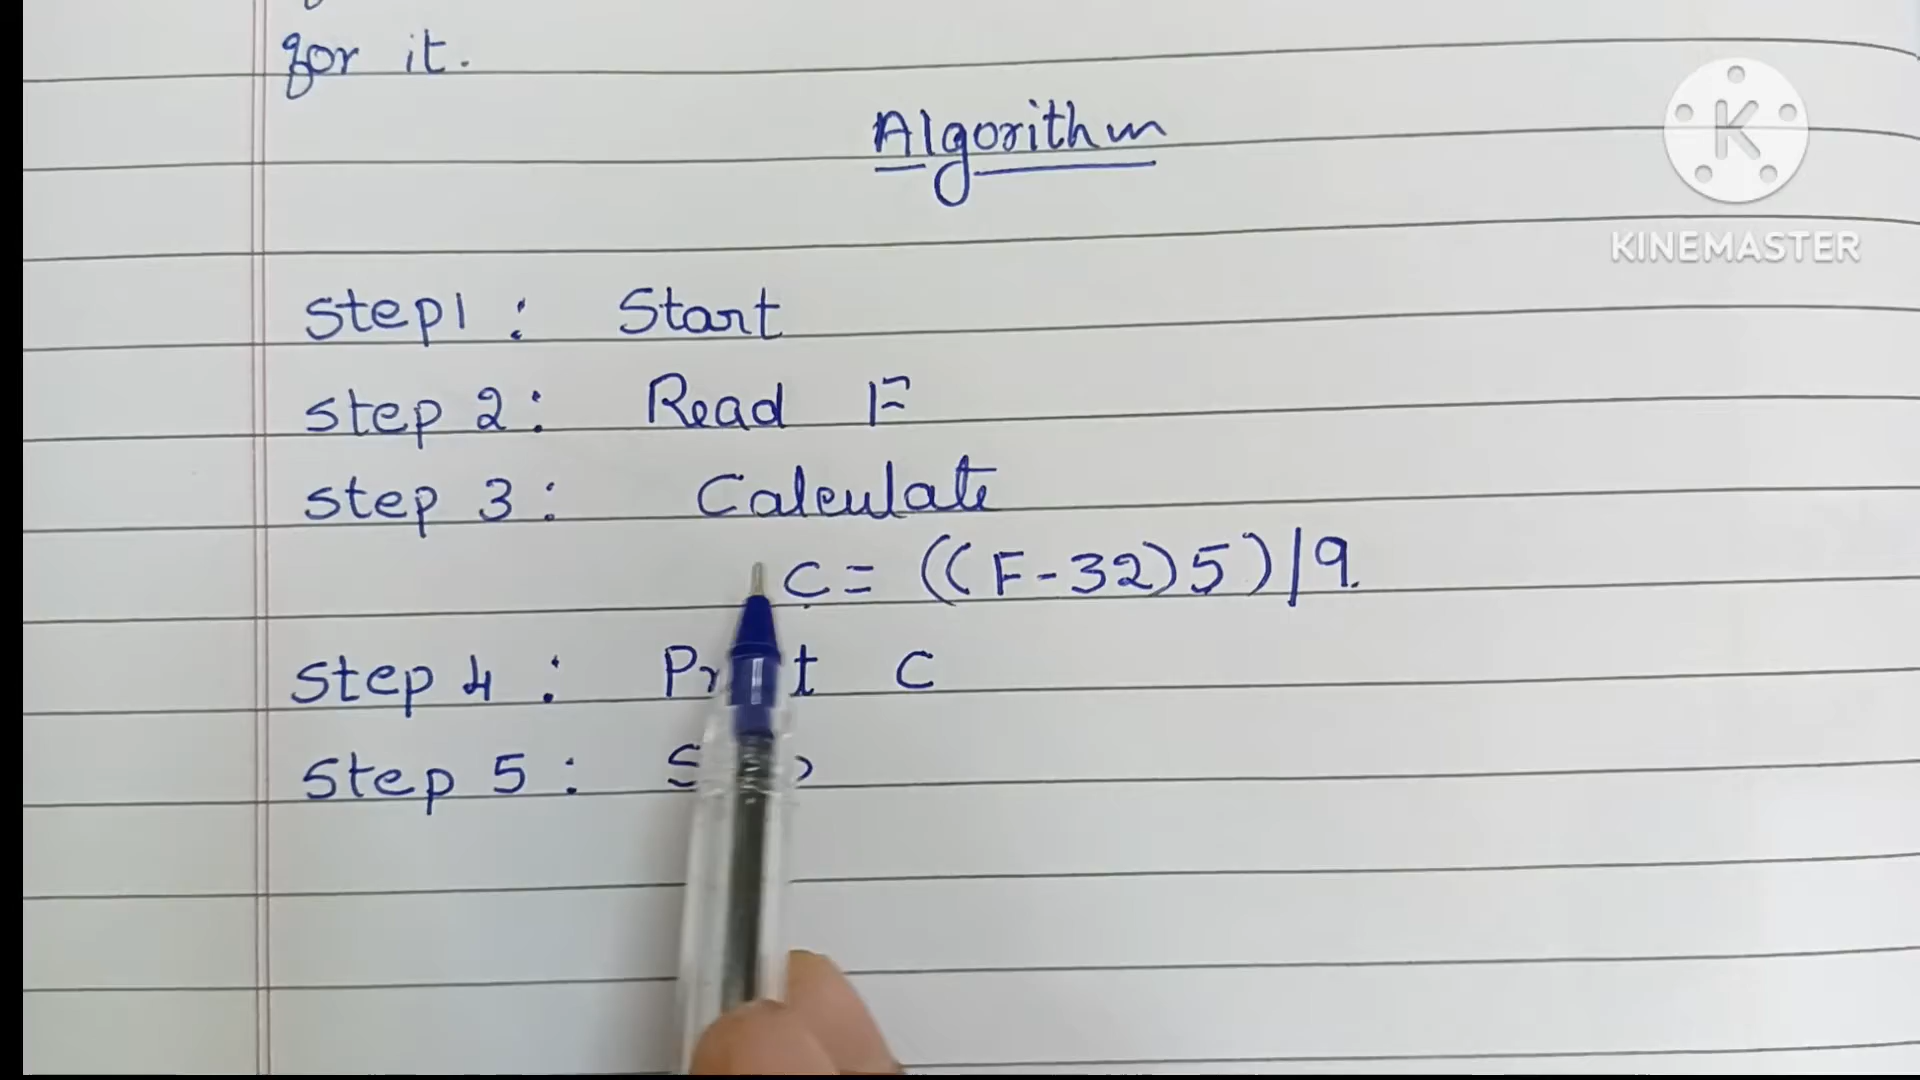 for it.
Algorithm
KINEMASTER
Step1 : Start
Step 2 : Read F
Step 3 : Calculate
C = ((F-32)5)/9.
Step 4 : C
Step 5 :